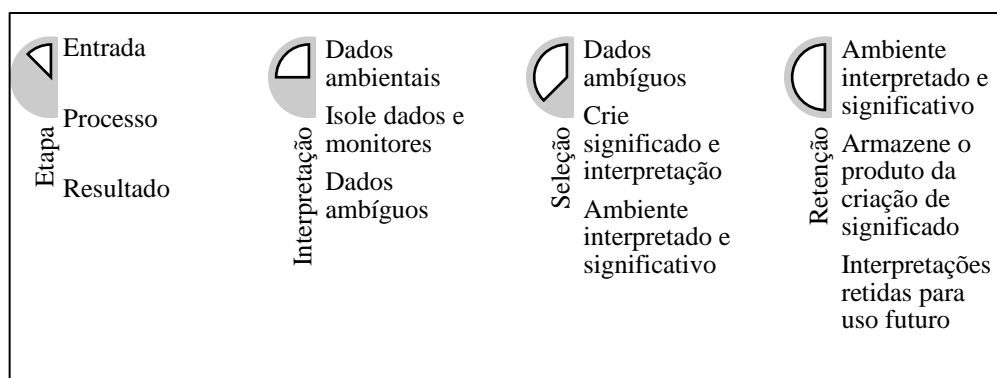 Etapa
Entrada
Processo
Resultado
Interpretação
Dados
ambientais
Isole dados e
monitores
Dados
ambíguos
Seleção
Dados
ambíguos
Crie
significado e
interpretação
Ambiente
interpretado e
significativo
Retenção
Ambiente
interpretado e
significativo
Armazene o
produto da
criação de
significado
Interpretações
retidas para
uso futuro